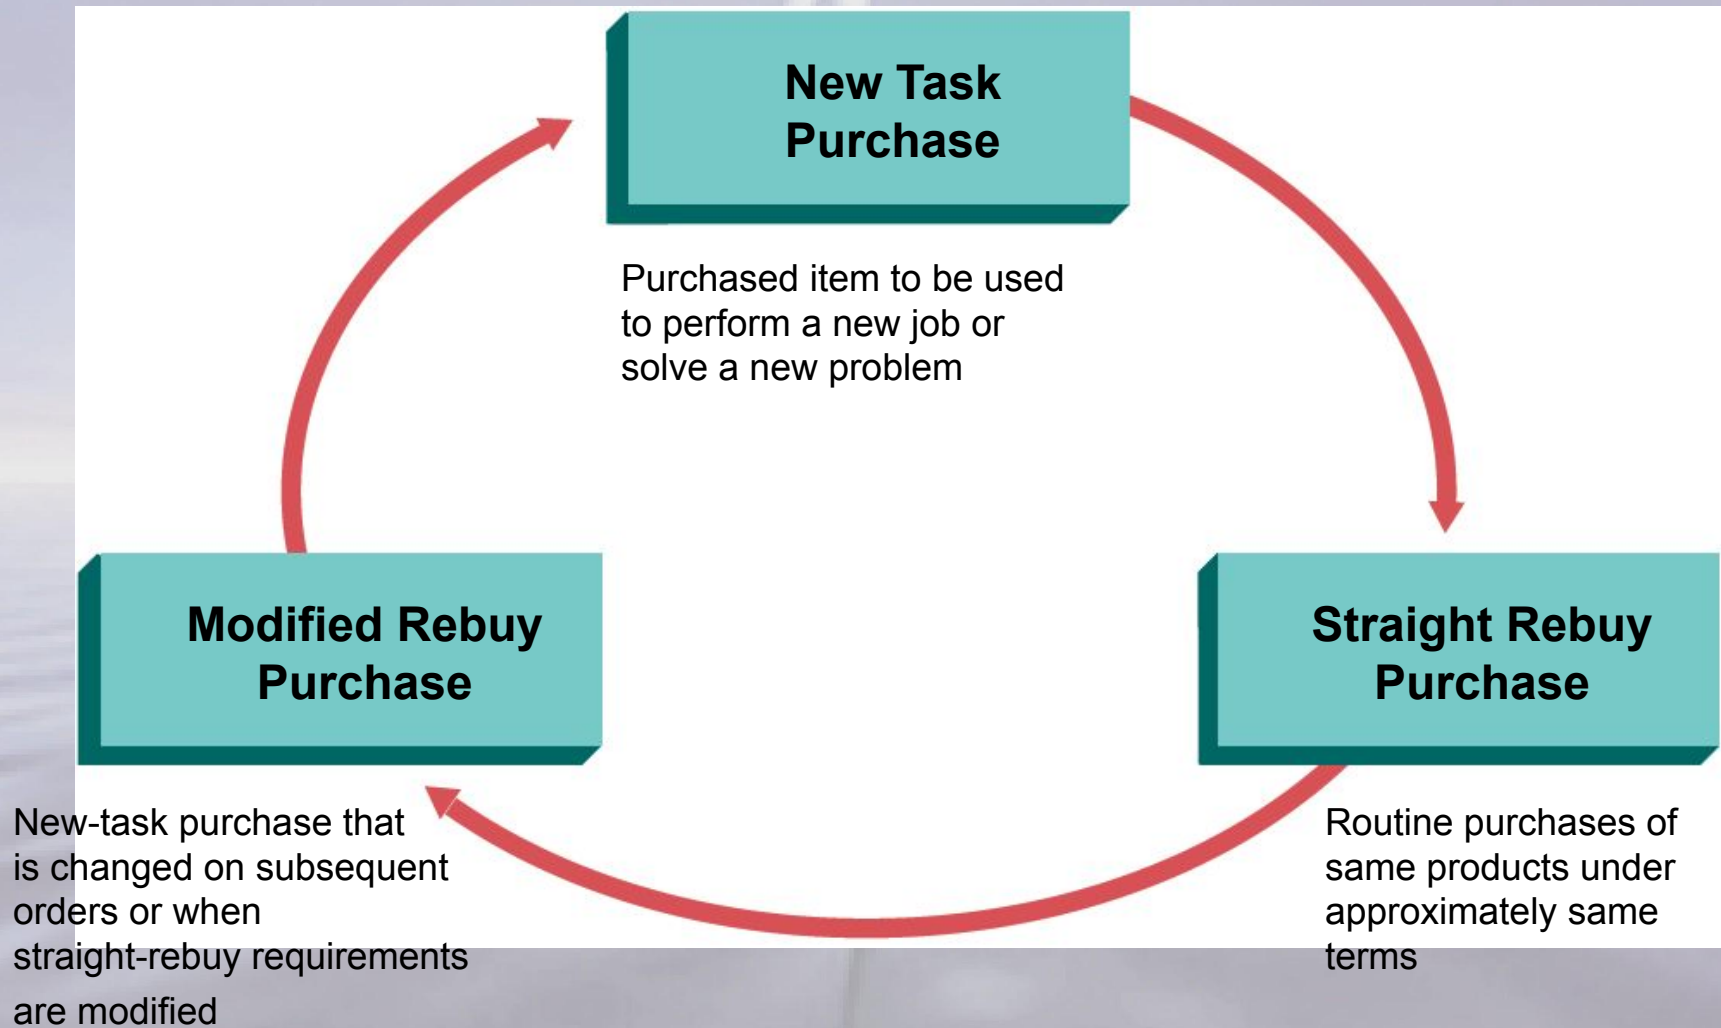 New Task
Purchase
Purchased item to be used
to perform a new job or
solve a new problem
Modified Rebuy
Purchase
Straight Rebuy
Purchase
New-task purchase that
is changed on subsequent
orders or when
straight-rebuy requirements
are modified
Routine purchases of
same products under
approximately same
terms